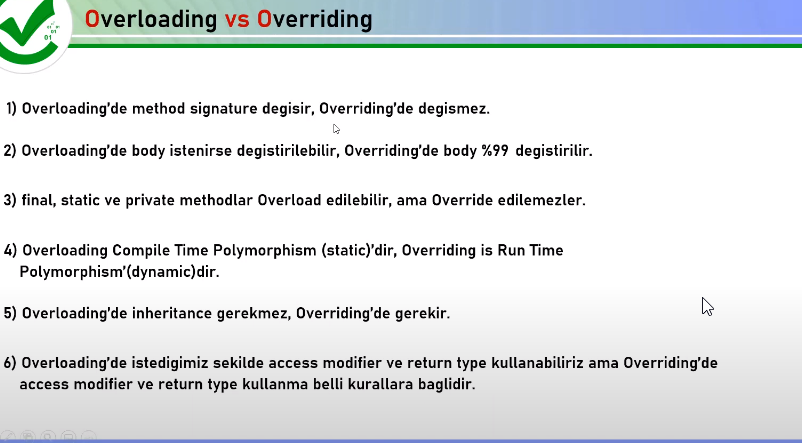 Overloading vs Overriding
1) Overloading'de method signature degisir, Overriding'de degismez.
2) Overloading'de body istenirse degistirilebilir, Overriding'de body %99 degistirilir.
3) final, static ve private methodlar Overload edilebilir, ama Override edilemezler.
4) Overloading Compile Time Polymorphism (static)'dir, Overriding is Run Time
Polymorphism'(dynamic)dir.
5) Overloading'de inheritance gerekmez, Overriding'de gerekir.
6) Overloading'de istedigimiz sekilde access modifier ve return type kullanabiliriz ama Overriding'de
access modifier ve return type kullanma belli kurallara baglidir.